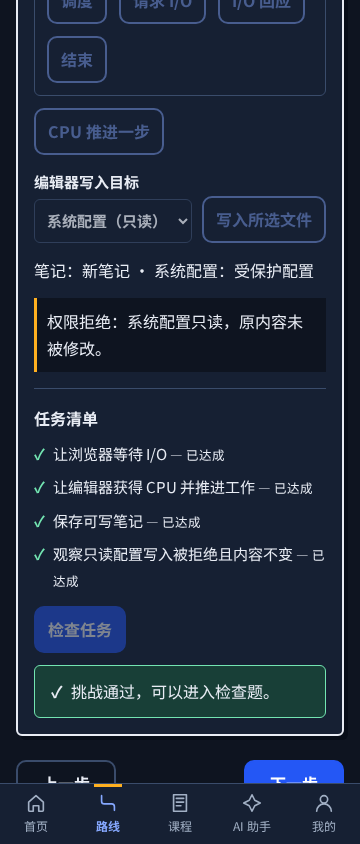 调度 请求 I/O I/O 回应
结束
CPU 推进一步
编辑器写入目标
系统配置（只读） 写入所选文件
笔记：新笔记 · 系统配置：受保护配置
权限拒绝：系统配置只读，原内容未
被修改。
任务清单
✓ 让浏览器等待 I/O — 已达成
✓ 让编辑器获得 CPU 并推进工作 — 已达成
✓ 保存可写笔记 — 已达成
✓ 观察只读配置写入被拒绝且内容不变 — 已
达成
检查任务
✓ 挑战通过，可以进入检查题。
上一步 下一步
首页 路线 课程 AI 助手 我的